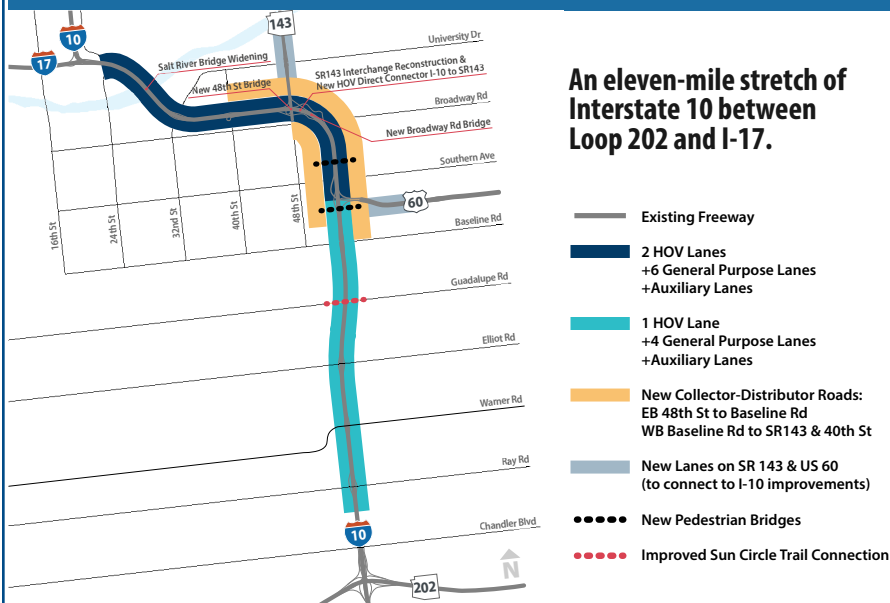 143
10
17
University Dr
Salt River Bridge Widening
SR143 Interchange Reconstruction &
New HOV Direct Connector I-10 to SR143
New 48th St Bridge
Broadway Rd
New Broadway Rd Bridge
Southern Ave
16th St
24th St
32nd St
40th St
48th St
60
Baseline Rd
Guadalupe Rd
Elliot Rd
Warner Rd
Ray Rd
Chandler Blvd
10
202
N
An eleven-mile stretch of
Interstate 10 between
Loop 202 and I-17.
Existing Freeway
2 HOV Lanes
+6 General Purpose Lanes
+Auxiliary Lanes
1 HOV Lane
+4 General Purpose Lanes
+Auxiliary Lanes
New Collector-Distributor Roads:
EB 48th St to Baseline Rd
WB Baseline Rd to SR143 & 40th St
New Lanes on SR 143 & US 60
(to connect to I-10 improvements)
New Pedestrian Bridges
Improved Sun Circle Trail Connection